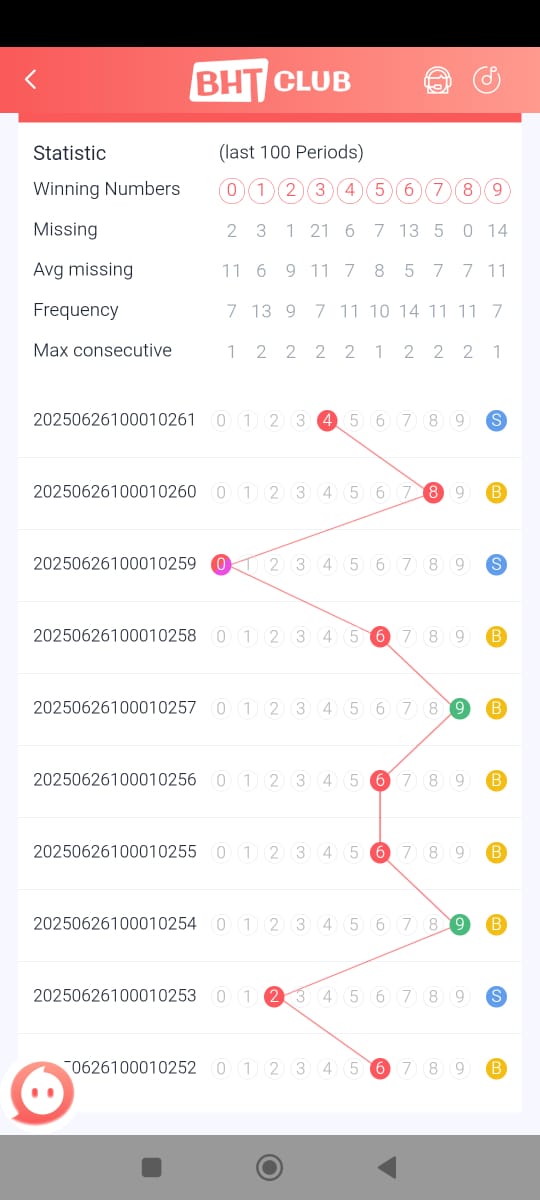 BHT CLUB
Statistic (last 100 Periods)
Winning Numbers 0 1 2 3 4 5 6 7 8 9
Missing 2 3 1 21 6 7 13 5 0 14
Avg missing 11 6 9 11 7 8 5 7 7 11
Frequency 7 13 9 7 11 10 14 11 11 7
Max consecutive 1 2 2 2 2 1 2 2 2 1
20250626100010261 0 1 2 3 4 5 6 7 8 9 S
20250626100010260 0 1 2 3 4 5 6 7 8 9 B
20250626100010259 0 1 2 3 4 5 6 7 8 9 S
20250626100010258 0 1 2 3 4 5 6 7 8 9 B
20250626100010257 0 1 2 3 4 5 6 7 8 9 B
20250626100010256 0 1 2 3 4 5 6 7 8 9 B
20250626100010255 0 1 2 3 4 5 6 7 8 9 B
20250626100010254 0 1 2 3 4 5 6 7 8 9 B
20250626100010253 0 1 2 3 4 5 6 7 8 9 S
0626100010252 0 1 2 3 4 5 6 7 8 9 B